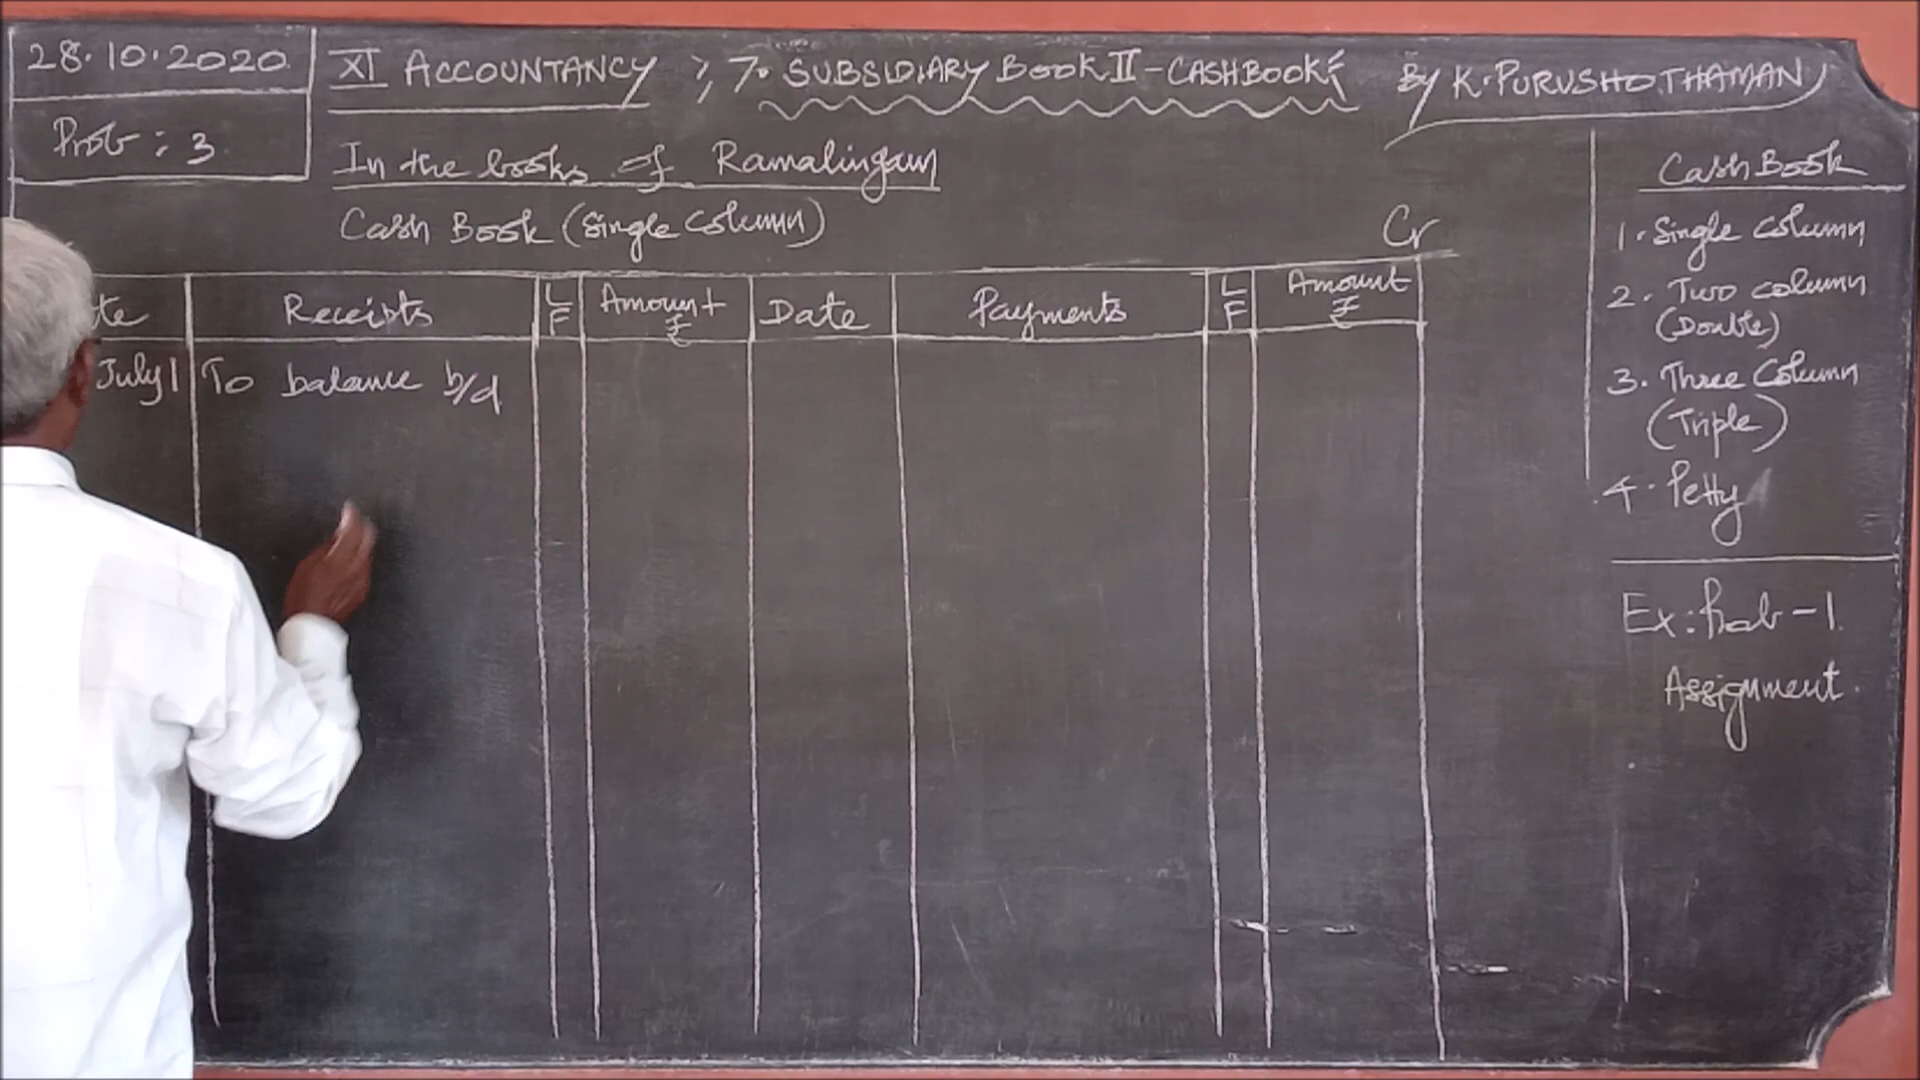 28.10.2020
Prob : 3
XI ACCOUNTANCY ; 7. SUBSIDIARY BOOK II - CASHBOOK
By K. PURUSHOTHAMAN
In the books of Ramalingam
Cash Book (Single Column)
Cr
Receipts L F Amount ₹ Date Payments L F Amount ₹
July 1 To balance b/d
Cash Book
1. Single Column
2. Two column
(Double)
3. Three Column
(Triple)
4. Petty
Ex: Prob - 1.
Assignment.